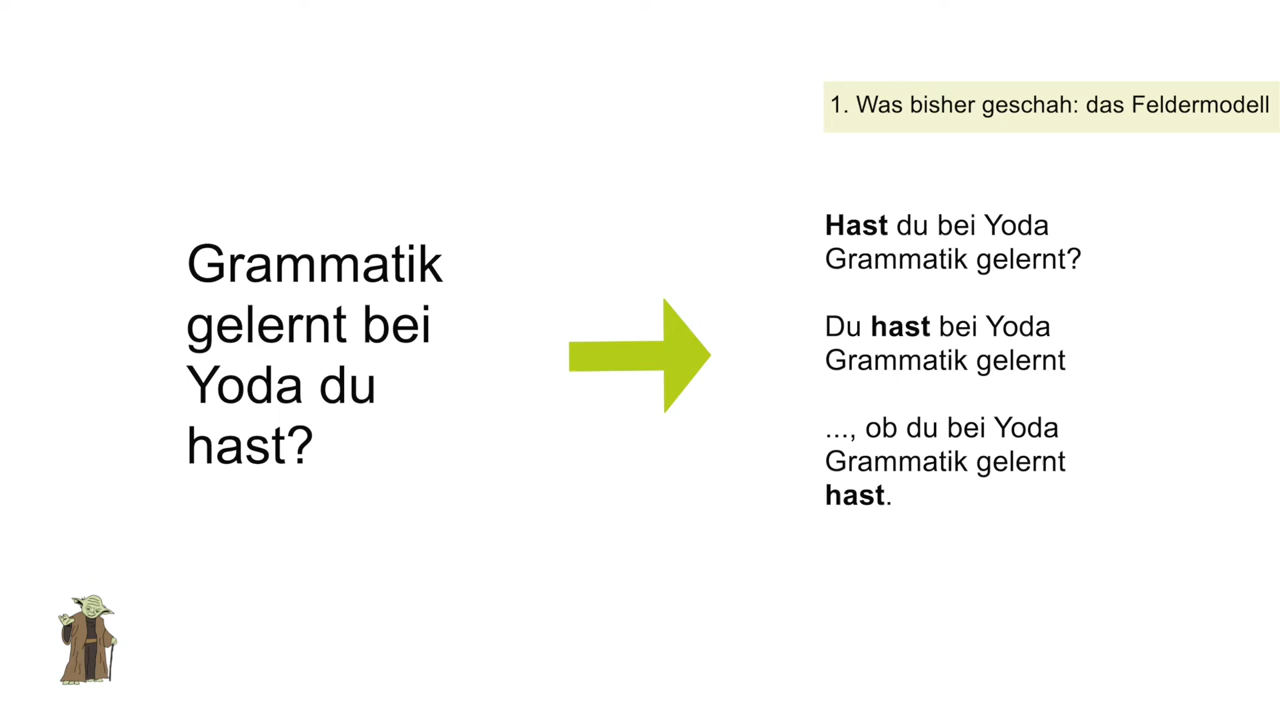 1. Was bisher geschah: das Feldermodell
Grammatik
gelernt bei
Yoda du
hast?
Hast du bei Yoda
Grammatik gelernt?
Du hast bei Yoda
Grammatik gelernt
..., ob du bei Yoda
Grammatik gelernt
hast.